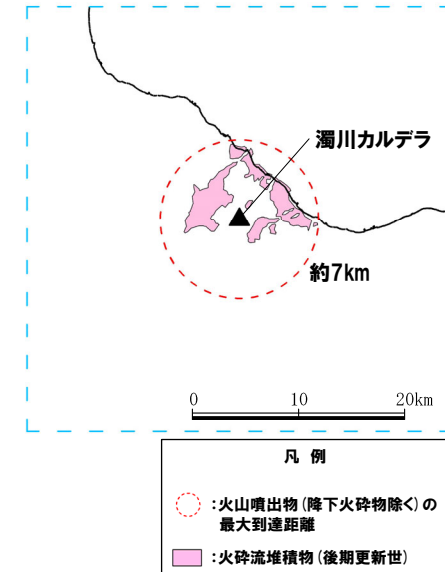 濁川カルデラ
約7km
0 10 20km
凡 例
:火山噴出物(降下火砕物除く)の
最大到達距離
:火砕流堆積物(後期更新世)